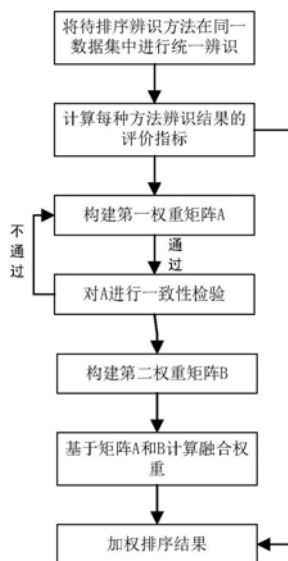 将待排序辨识方法在同一
数据集中进行统一辨识
计算每种方法辨识结果的
评价指标
构建第一权重矩阵A
不通过
通过
对A进行一致性检验
构建第二权重矩阵B
基于矩阵A和B计算融合权
重
加权排序结果